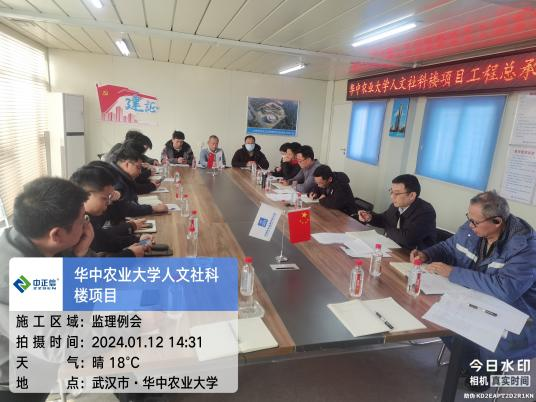 华中农业大学人文社科楼项目工程总承
建证
中正信
ZZXCN
华中农业大学人文社科
楼项目
施工区域：监理例会
拍摄时间：2024.01.12 14:31
天 气：晴 18℃
地 点：武汉市·华中农业大学
今日水印
相机 真实时间
防伪 KD2EAPT2D2R1KN